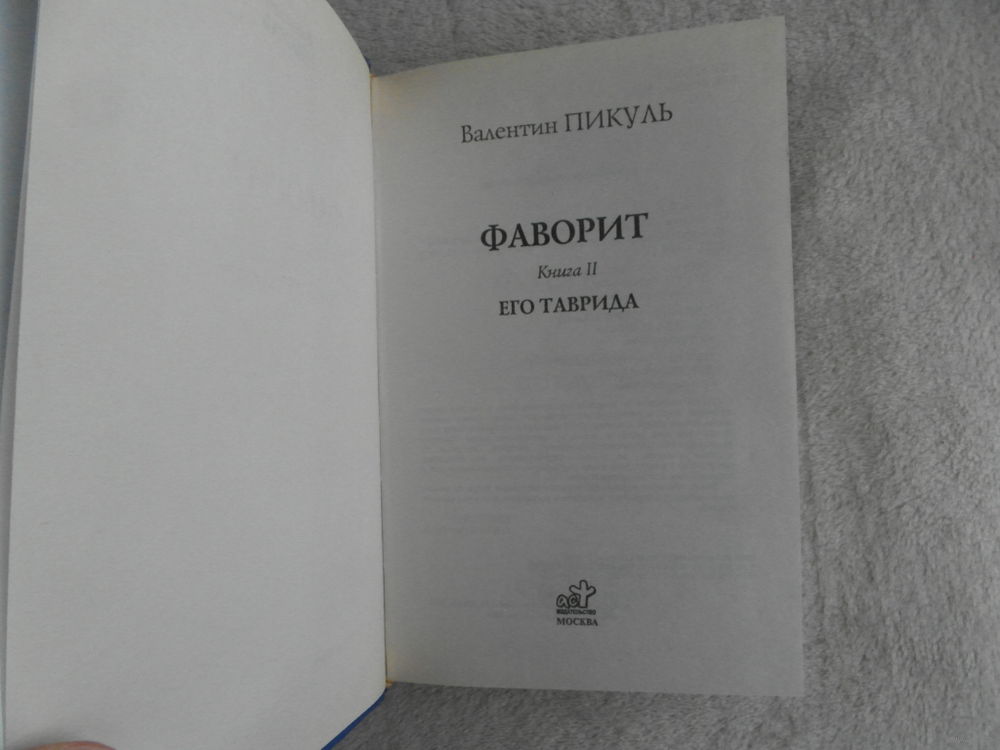 Валентин ПИКУЛЬ
ФАВОРИТ
Книга II
ЕГО ТАВРИДА
аст
ИЗДАТЕЛЬСТВО
МОСКВА